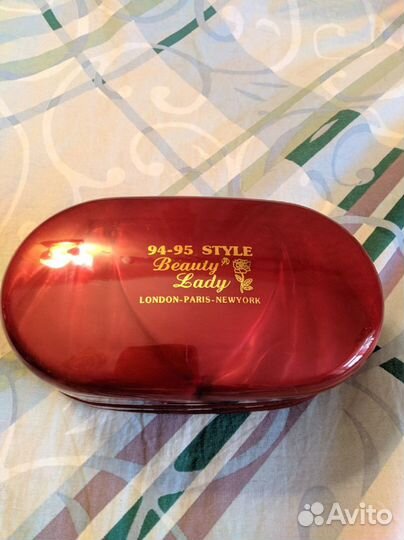 94-95 STYLE
Beauty®
Lady
LONDON-PARIS-NEWYORK
Avito